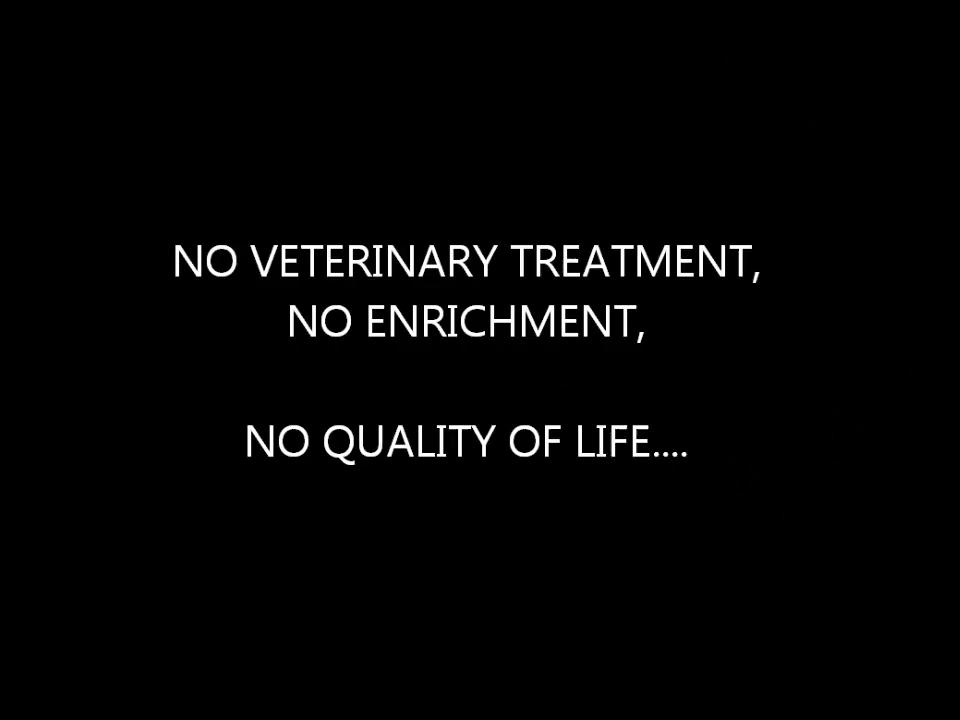 NO VETERINARY TREATMENT,
NO ENRICHMENT,
NO QUALITY OF LIFE....